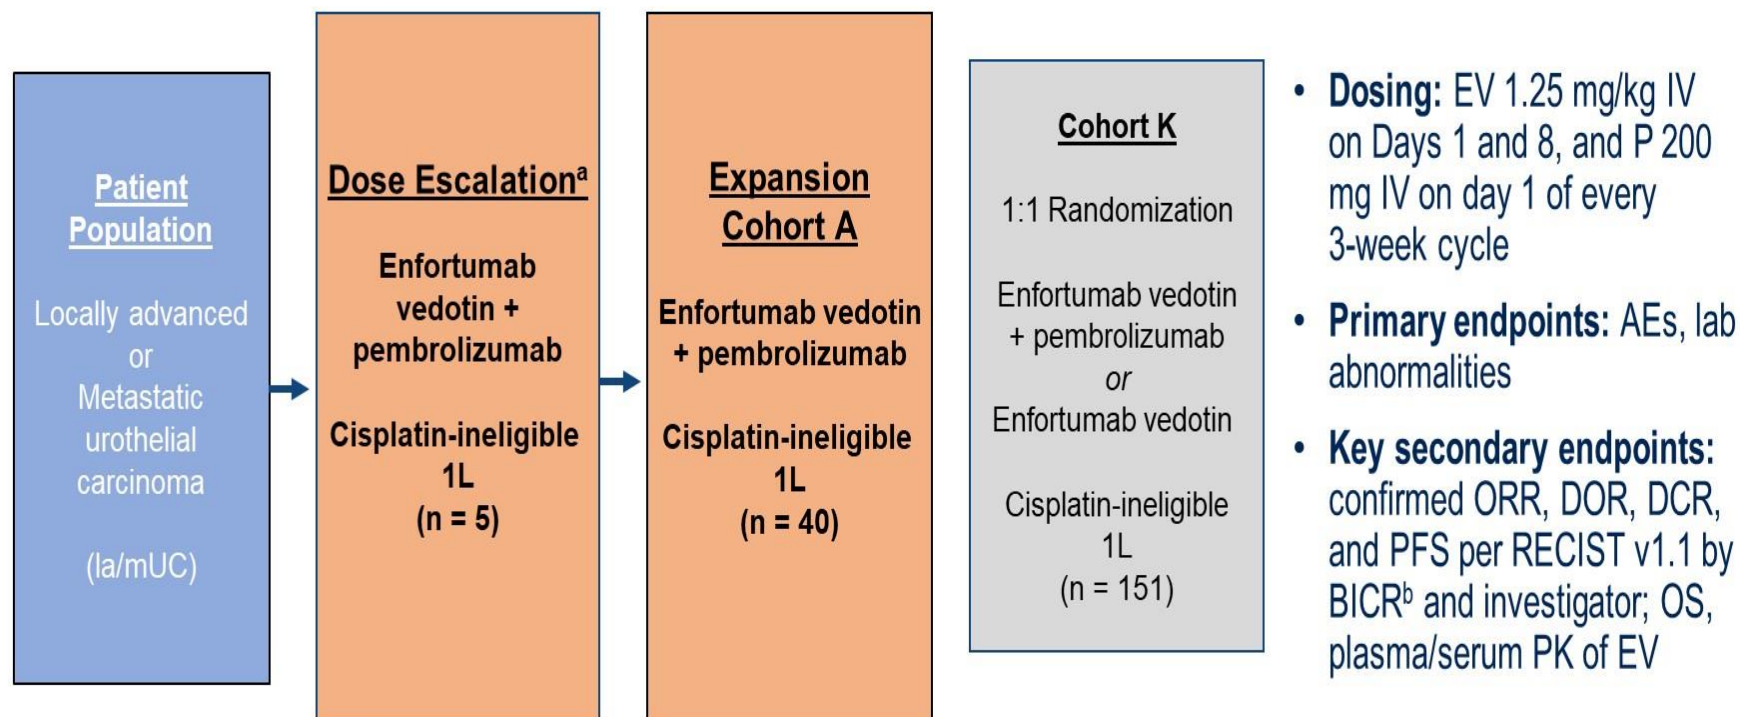 Patient
Population
Locally advanced
or
Metastatic
urothelial
carcinoma
(la/mUC)
Dose Escalationᵃ
Enfortumab
vedotin +
pembrolizumab
Cisplatin-ineligible
1L
(n = 5)
Expansion
Cohort A
Enfortumab vedotin
+ pembrolizumab
Cisplatin-ineligible
1L
(n = 40)
Cohort K
1:1 Randomization
Enfortumab vedotin
+ pembrolizumab
or
Enfortumab vedotin
Cisplatin-ineligible
1L
(n = 151)
• Dosing: EV 1.25 mg/kg IV
on Days 1 and 8, and P 200
mg IV on day 1 of every
3-week cycle
• Primary endpoints: AEs, lab
abnormalities
• Key secondary endpoints:
confirmed ORR, DOR, DCR,
and PFS per RECIST v1.1 by
BICRᵇ and investigator; OS,
plasma/serum PK of EV